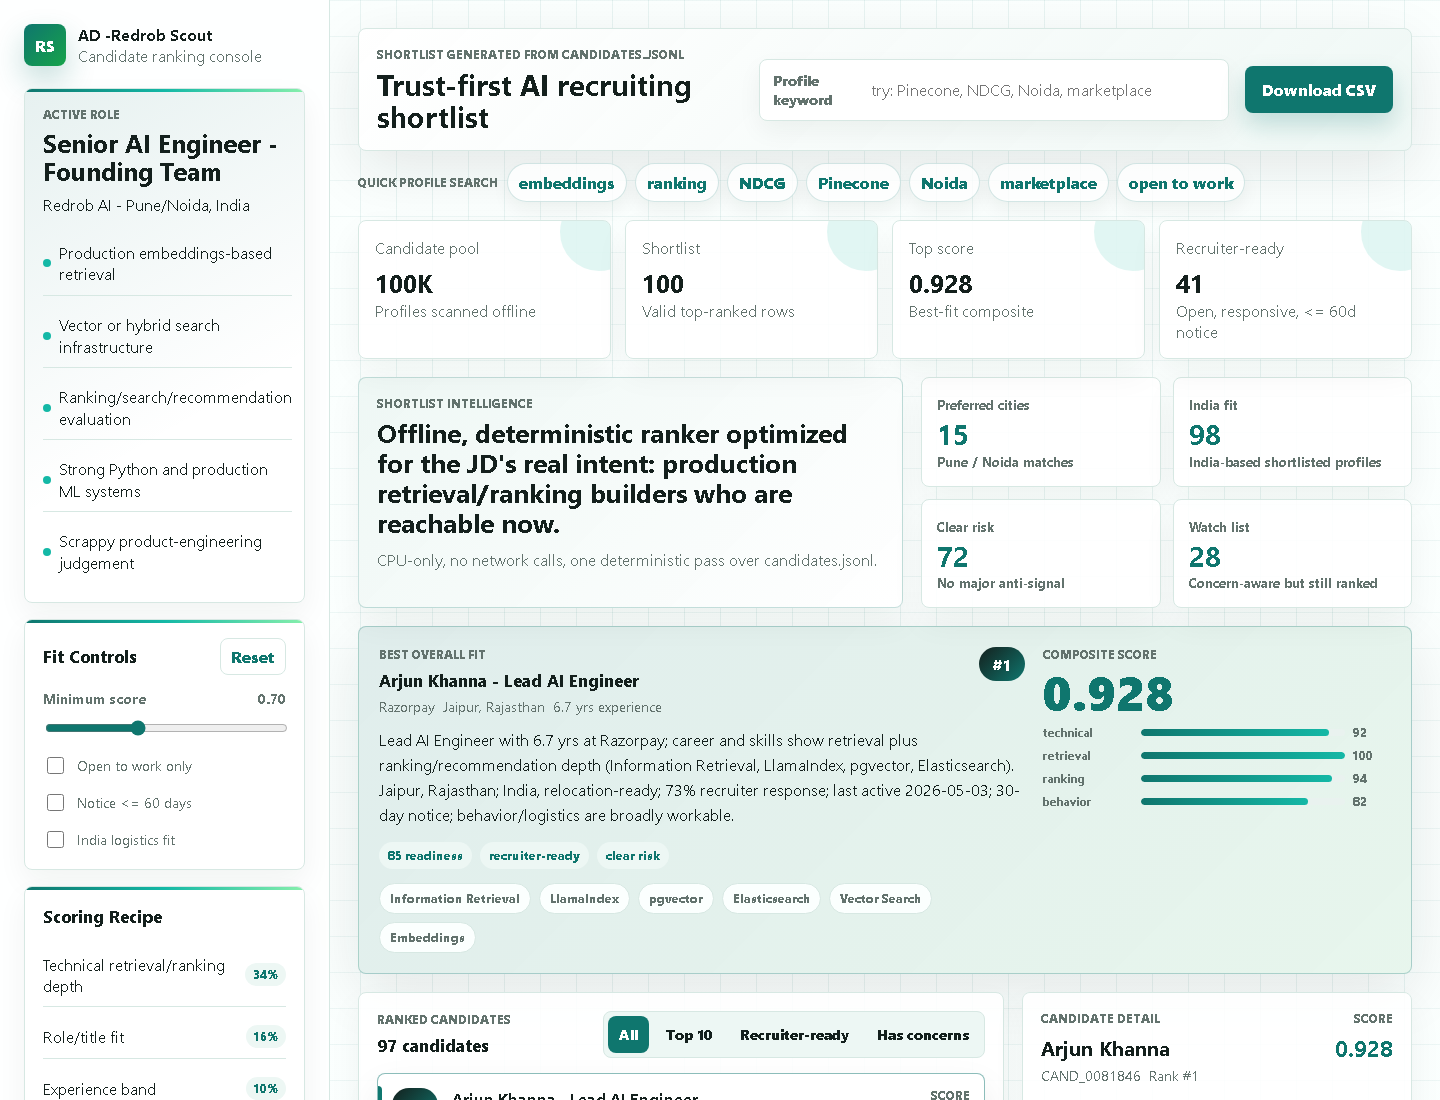 RS
AD -Redrob Scout
Candidate ranking console
ACTIVE ROLE
Senior AI Engineer -
Founding Team
Redrob AI - Pune/Noida, India
Production embeddings-based
retrieval
Vector or hybrid search
infrastructure
Ranking/search/recommendation
evaluation
Strong Python and production
ML systems
Scrappy product-engineering
judgement
Fit Controls
Reset
Minimum score
0.70
Open to work only
Notice <= 60 days
India logistics fit
Scoring Recipe
Technical retrieval/ranking
depth
34%
Role/title fit
16%
Experience band
10%
SHORTLIST GENERATED FROM CANDIDATES.JSONL
Trust-first AI recruiting
shortlist
Profile
keyword
try: Pinecone, NDCG, Noida, marketplace
Download CSV
QUICK PROFILE SEARCH
embeddings
ranking
NDCG
Pinecone
Noida
marketplace
open to work
Candidate pool
100K
Profiles scanned offline
Shortlist
100
Valid top-ranked rows
Top score
0.928
Best-fit composite
Recruiter-ready
41
Open, responsive, <= 60d
notice
SHORTLIST INTELLIGENCE
Offline, deterministic ranker optimized
for the JD's real intent: production
retrieval/ranking builders who are
reachable now.
CPU-only, no network calls, one deterministic pass over candidates.jsonl.
Preferred cities
15
Pune / Noida matches
India fit
98
India-based shortlisted profiles
Clear risk
72
No major anti-signal
Watch list
28
Concern-aware but still ranked
BEST OVERALL FIT
Arjun Khanna - Lead AI Engineer
Razorpay Jaipur, Rajasthan 6.7 yrs experience
#1
Lead AI Engineer with 6.7 yrs at Razorpay; career and skills show retrieval plus
ranking/recommendation depth (Information Retrieval, LlamaIndex, pgvector, Elasticsearch).
Jaipur, Rajasthan; India, relocation-ready; 73% recruiter response; last active 2026-05-03; 30-
day notice; behavior/logistics are broadly workable.
85 readiness
recruiter-ready
clear risk
Information Retrieval
LlamaIndex
pgvector
Elasticsearch
Vector Search
Embeddings
COMPOSITE SCORE
0.928
technical
92
retrieval
100
ranking
94
behavior
82
RANKED CANDIDATES
97 candidates
All
Top 10
Recruiter-ready
Has concerns
Arjun Khanna - Lead AI Engineer
SCORE
CANDIDATE DETAIL
SCORE
Arjun Khanna
0.928
CAND_0081846 Rank #1